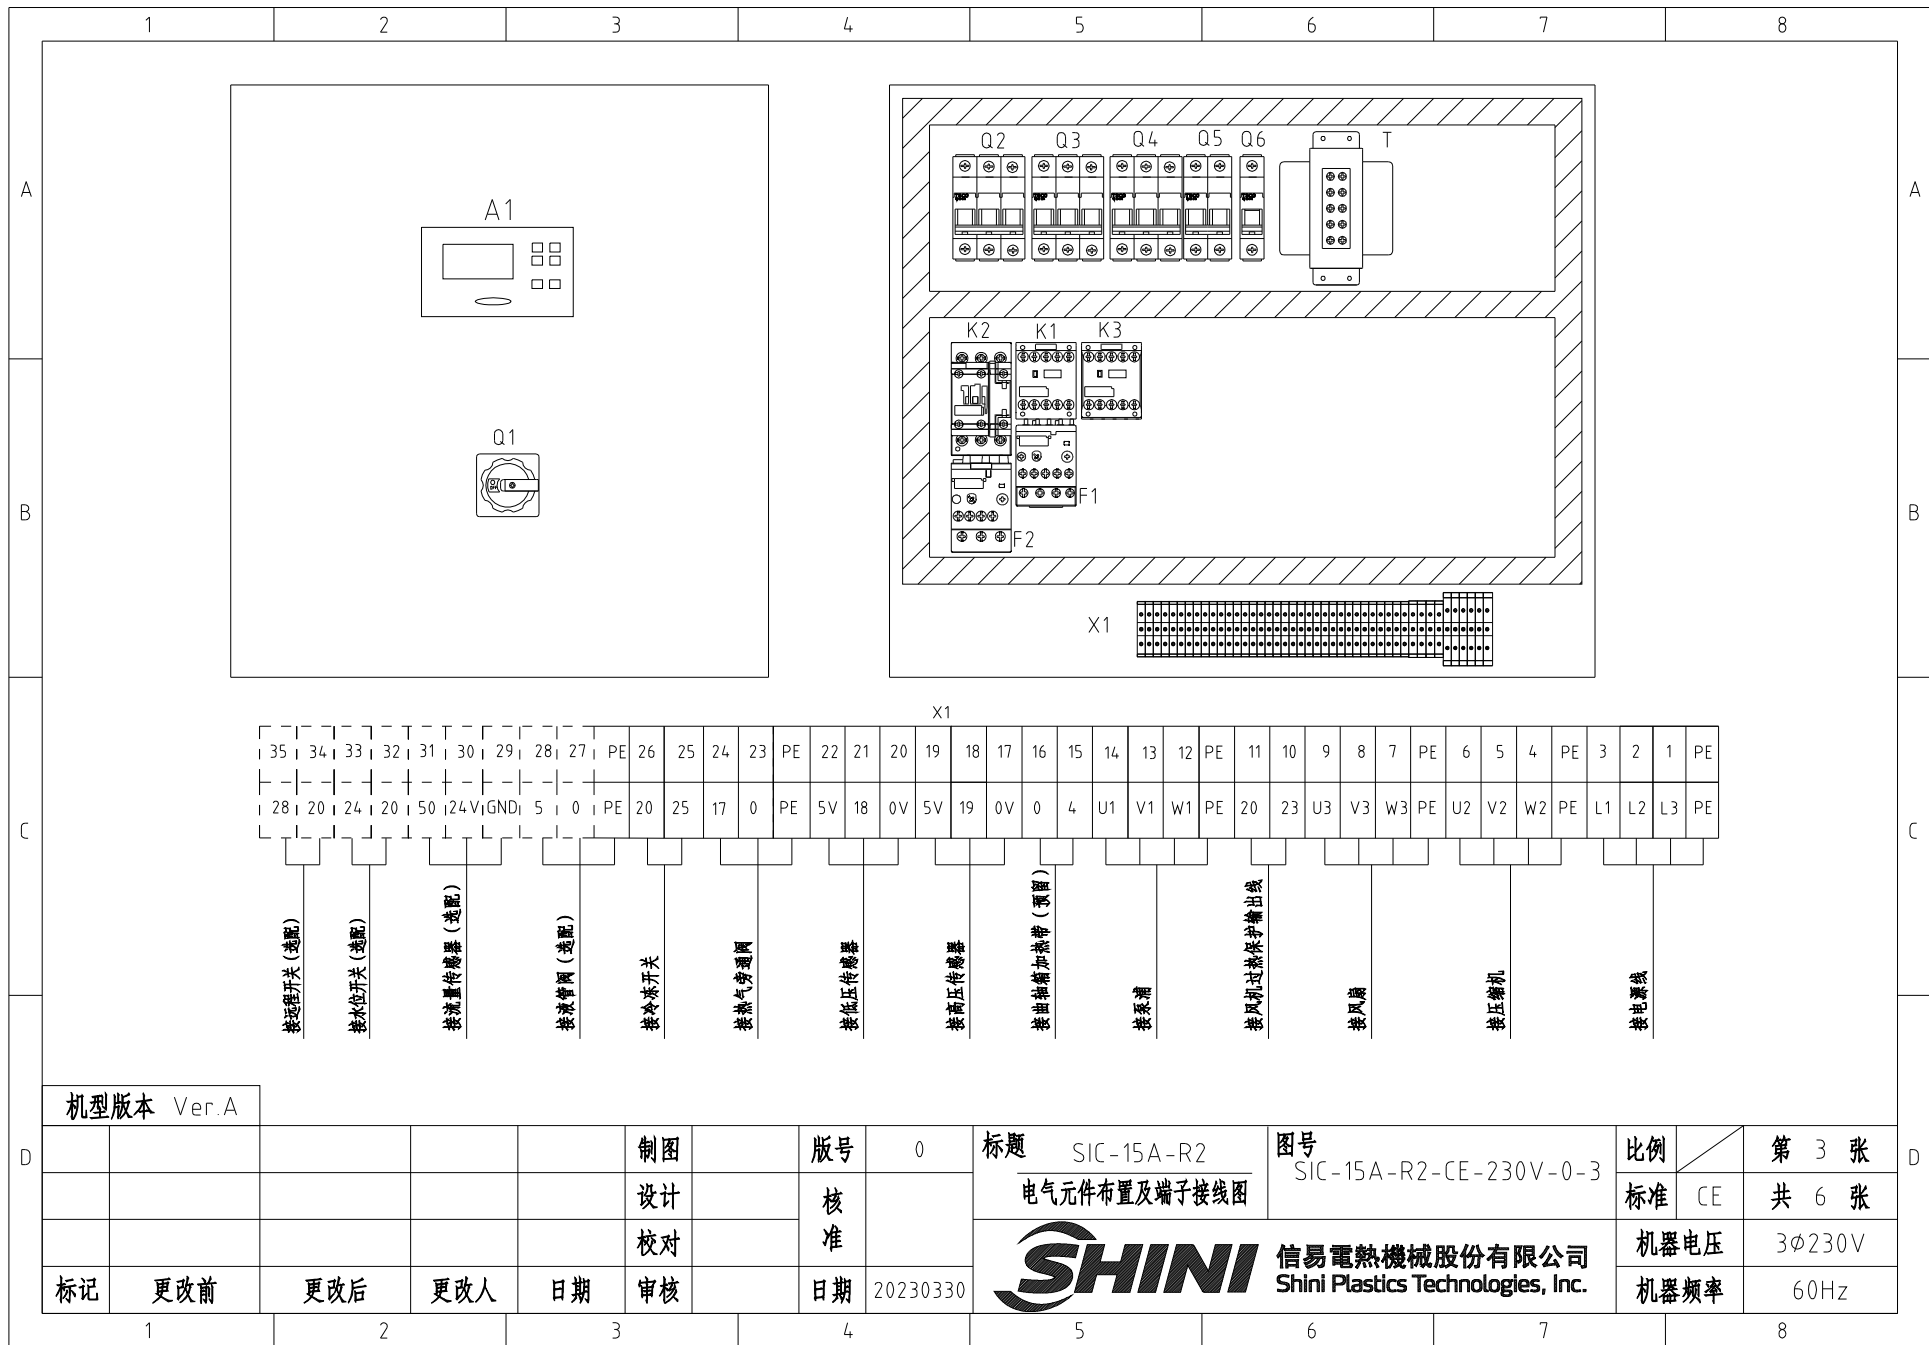 1 2 3 4 5 6 7 8
A A
A1
Q1
Q2 Q3 Q4 Q5 Q6 T
K2 K1 K3
F1
F2
B B
X1
X1
35 34 33 32 31 30 29 28 27 PE 26 25 24 23 PE 22 21 20 19 18 17 16 15 14 13 12 PE 11 10 9 8 7 PE 6 5 4 PE 3 2 1 PE
28 20 24 20 50 24V GND 5 0 PE 20 25 17 0 PE 5V 18 0V 5V 19 0V 0 4 U1 V1 W1 PE 20 23 U3 V3 W3 PE U2 V2 W2 PE L1 L2 L3 PE
C C
接远程开关(选配)
接水位开关(选配)
接流量传感器(选配)
接液管阀(选配)
接冷冻开关
接热气旁通阀
接低压传感器
接高压传感器
接曲轴箱加热带(预留)
接泵浦
接风机过热保护输出线
接风扇
接压缩机
接电源线
机型版本 Ver.A
D D
制图 版号 0
设计 核准
校对
标记 更改前 更改后 更改人 日期 审核 日期 20230330
标题 SIC-15A-R2
电气元件布置及端子接线图
图号 SIC-15A-R2-CE-230V-0-3
比例 第 3 张
标准 CE 共 6 张
机器电压 3Φ230V
机器频率 60Hz
SHINI
信易電熱機械股份有限公司
Shini Plastics Technologies, Inc.
1 2 3 4 5 6 7 8